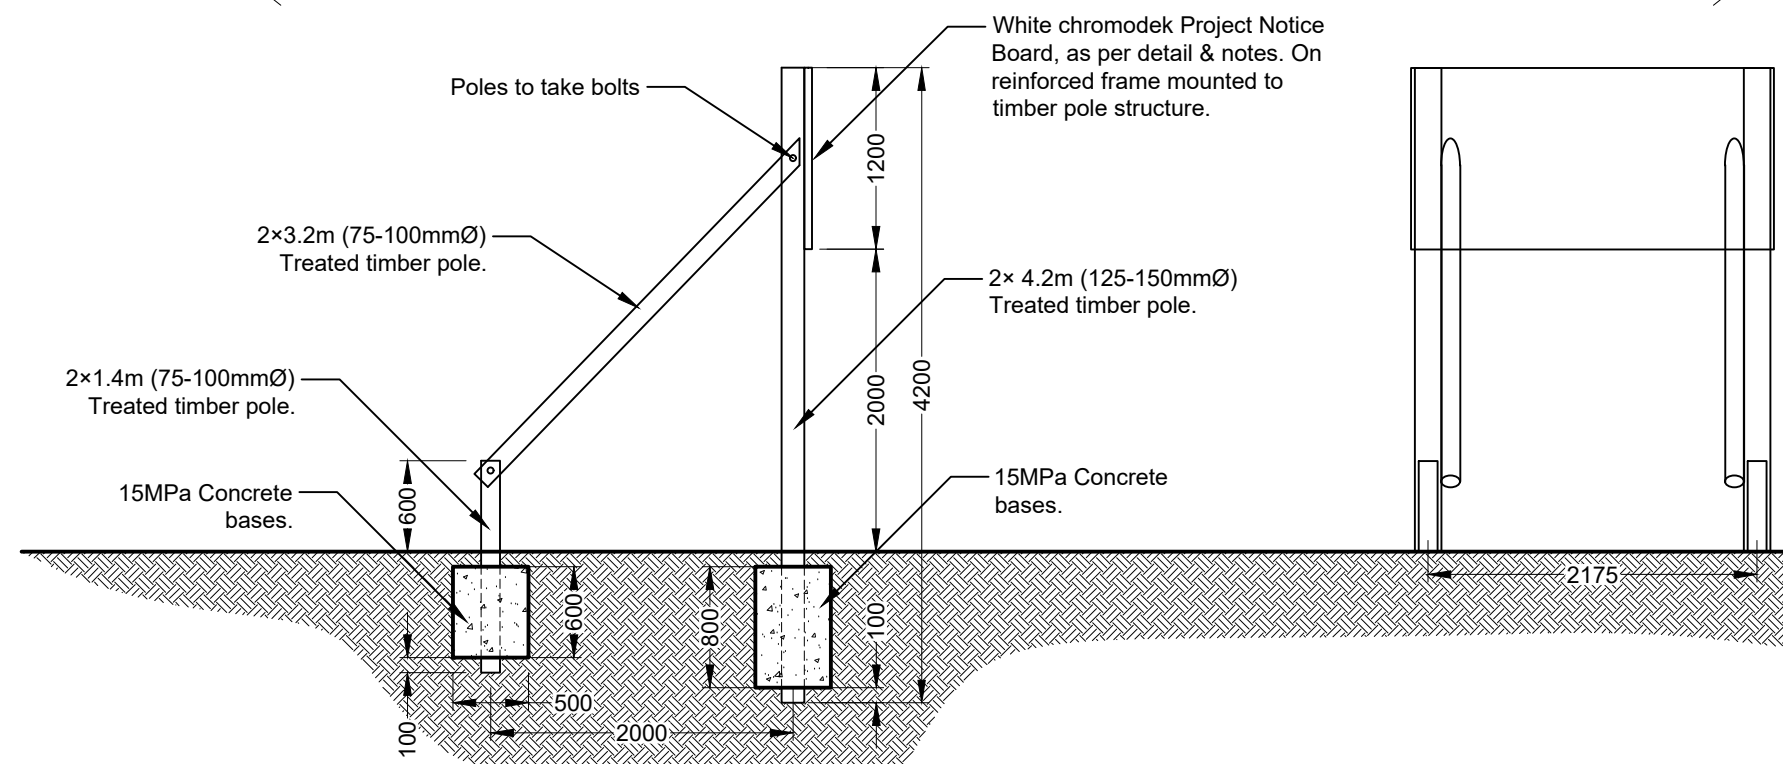 White chromodek Project Notice
Board, as per detail & notes. On
reinforced frame mounted to
timber pole structure.
Poles to take bolts
1200
2×3.2m (75-100mmØ)
Treated timber pole.
2× 4.2m (125-150mmØ)
Treated timber pole.
2×1.4m (75-100mmØ)
Treated timber pole.
2000
4200
15MPa Concrete
bases.
600
15MPa Concrete
bases.
600
800
100
2175
100
500
2000